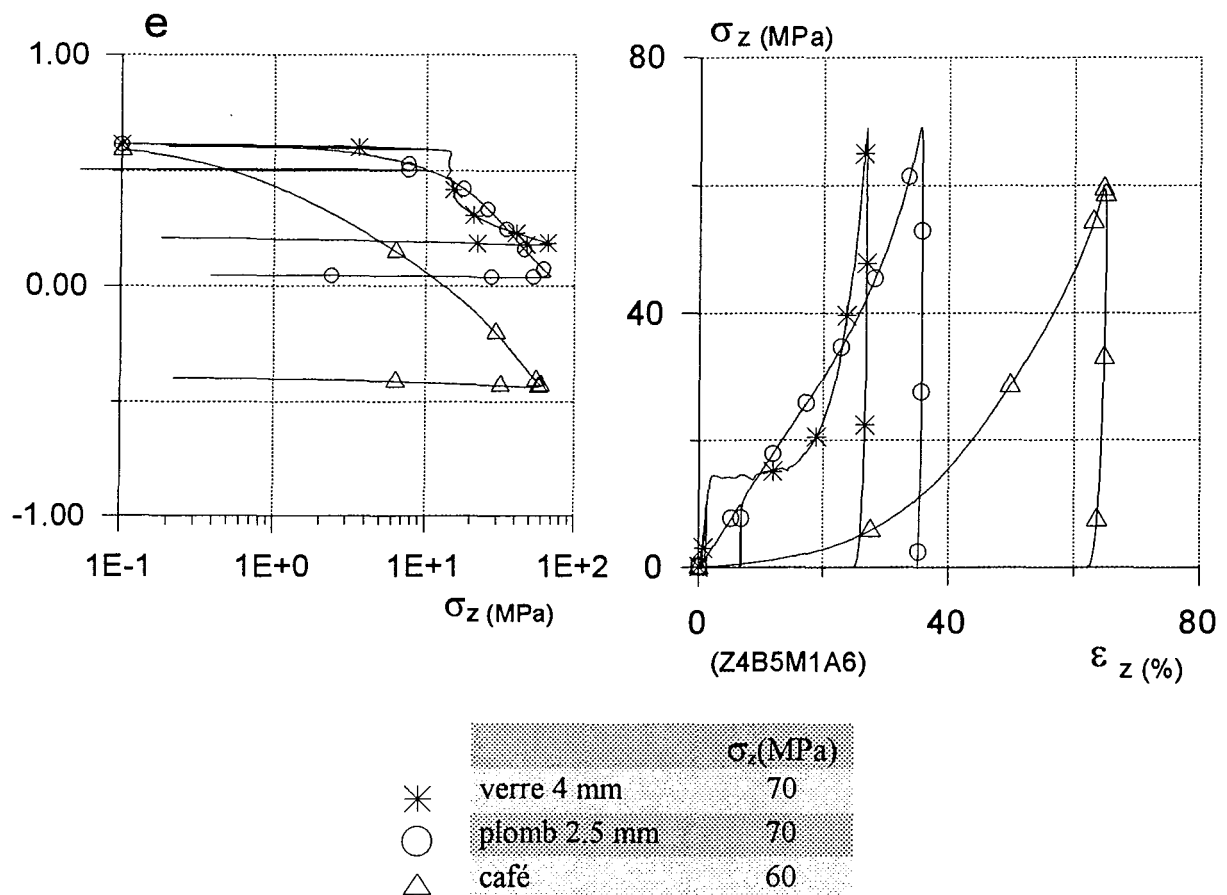 e
1.00
0.00
-1.00
1E-1 1E+0 1E+1 1E+2
σz (MPa)
σz (MPa)
80
40
0
0 40 80
(Z4B5M1A6) εz (%)
σz(MPa)
verre 4 mm 70
plomb 2.5 mm 70
café 60